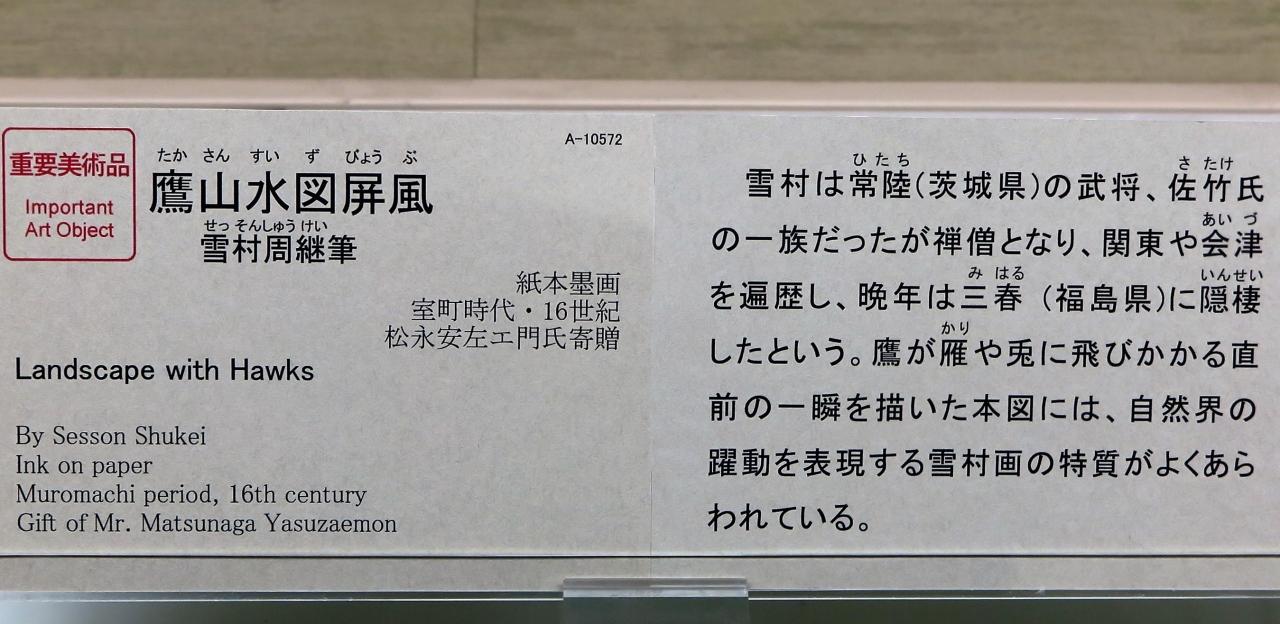 重要美術品
Important
Art Object
A-10572
たか さん すい ず びょう ぶ
鷹山水図屏風
せっ そんしゅう けい
雪村周継筆
紙本墨画
室町時代・16世紀
松永安左エ門氏寄贈
Landscape with Hawks
By Sesson Shukei
Ink on paper
Muromachi period, 16th century
Gift of Mr. Matsunaga Yasuzaemon
ひたち さ たけ
雪村は常陸(茨城県)の武将、佐竹氏
あい づ
の一族だったが禅僧となり、関東や会津
み はる いんせい
を遍歴し、晩年は三春 (福島県)に隠棲
かり
したという。鷹が雁や兎に飛びかかる直
前の一瞬を描いた本図には、自然界の
躍動を表現する雪村画の特質がよくあら
われている。